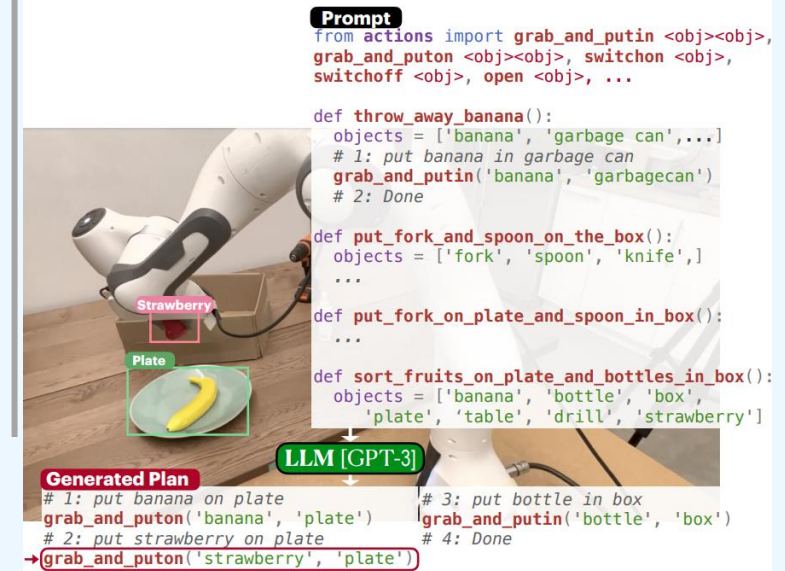 Prompt
from actions import grab_and_putin <obj><obj>,
grab_and_puton <obj><obj>, switchon <obj>,
switchoff <obj>, open <obj>, ...
def throw_away_banana():
objects = ['banana', 'garbage can',...]
# 1: put banana in garbage can
grab_and_putin('banana', 'garbagecan')
# 2: Done
def put_fork_and_spoon_on_the_box():
objects = ['fork', 'spoon', 'knife',]
...
def put_fork_on_plate_and_spoon_in_box():
...
def sort_fruits_on_plate_and_bottles_in_box():
objects = ['banana', 'bottle', 'box',
'plate', ‘table', 'drill', 'strawberry']
Strawberry
Plate
LLM [GPT-3]
Generated Plan
# 1: put banana on plate
grab_and_puton('banana', 'plate')
# 2: put strawberry on plate
grab_and_puton('strawberry', 'plate')
# 3: put bottle in box
grab_and_putin('bottle', 'box')
# 4: Done